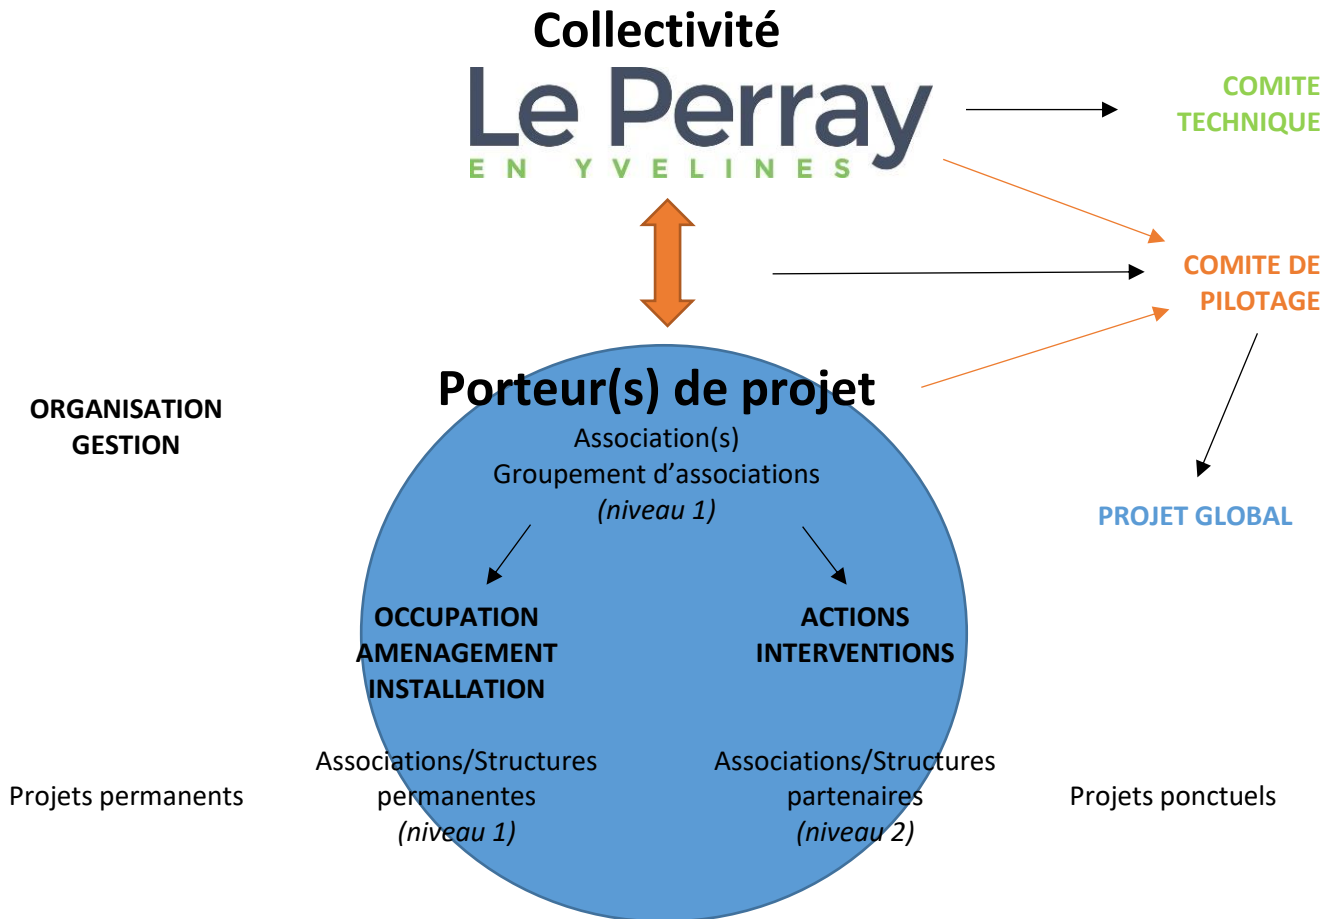 Collectivité
Le Perray
EN YVELINES
COMITE
TECHNIQUE
COMITE DE
PILOTAGE
Porteur(s) de projet
ORGANISATION
GESTION
Association(s)
Groupement d’associations
(niveau 1)
PROJET GLOBAL
OCCUPATION
AMENAGEMENT
INSTALLATION
ACTIONS
INTERVENTIONS
Projets permanents
Associations/Structures
permanentes
(niveau 1)
Associations/Structures
partenaires
(niveau 2)
Projets ponctuels